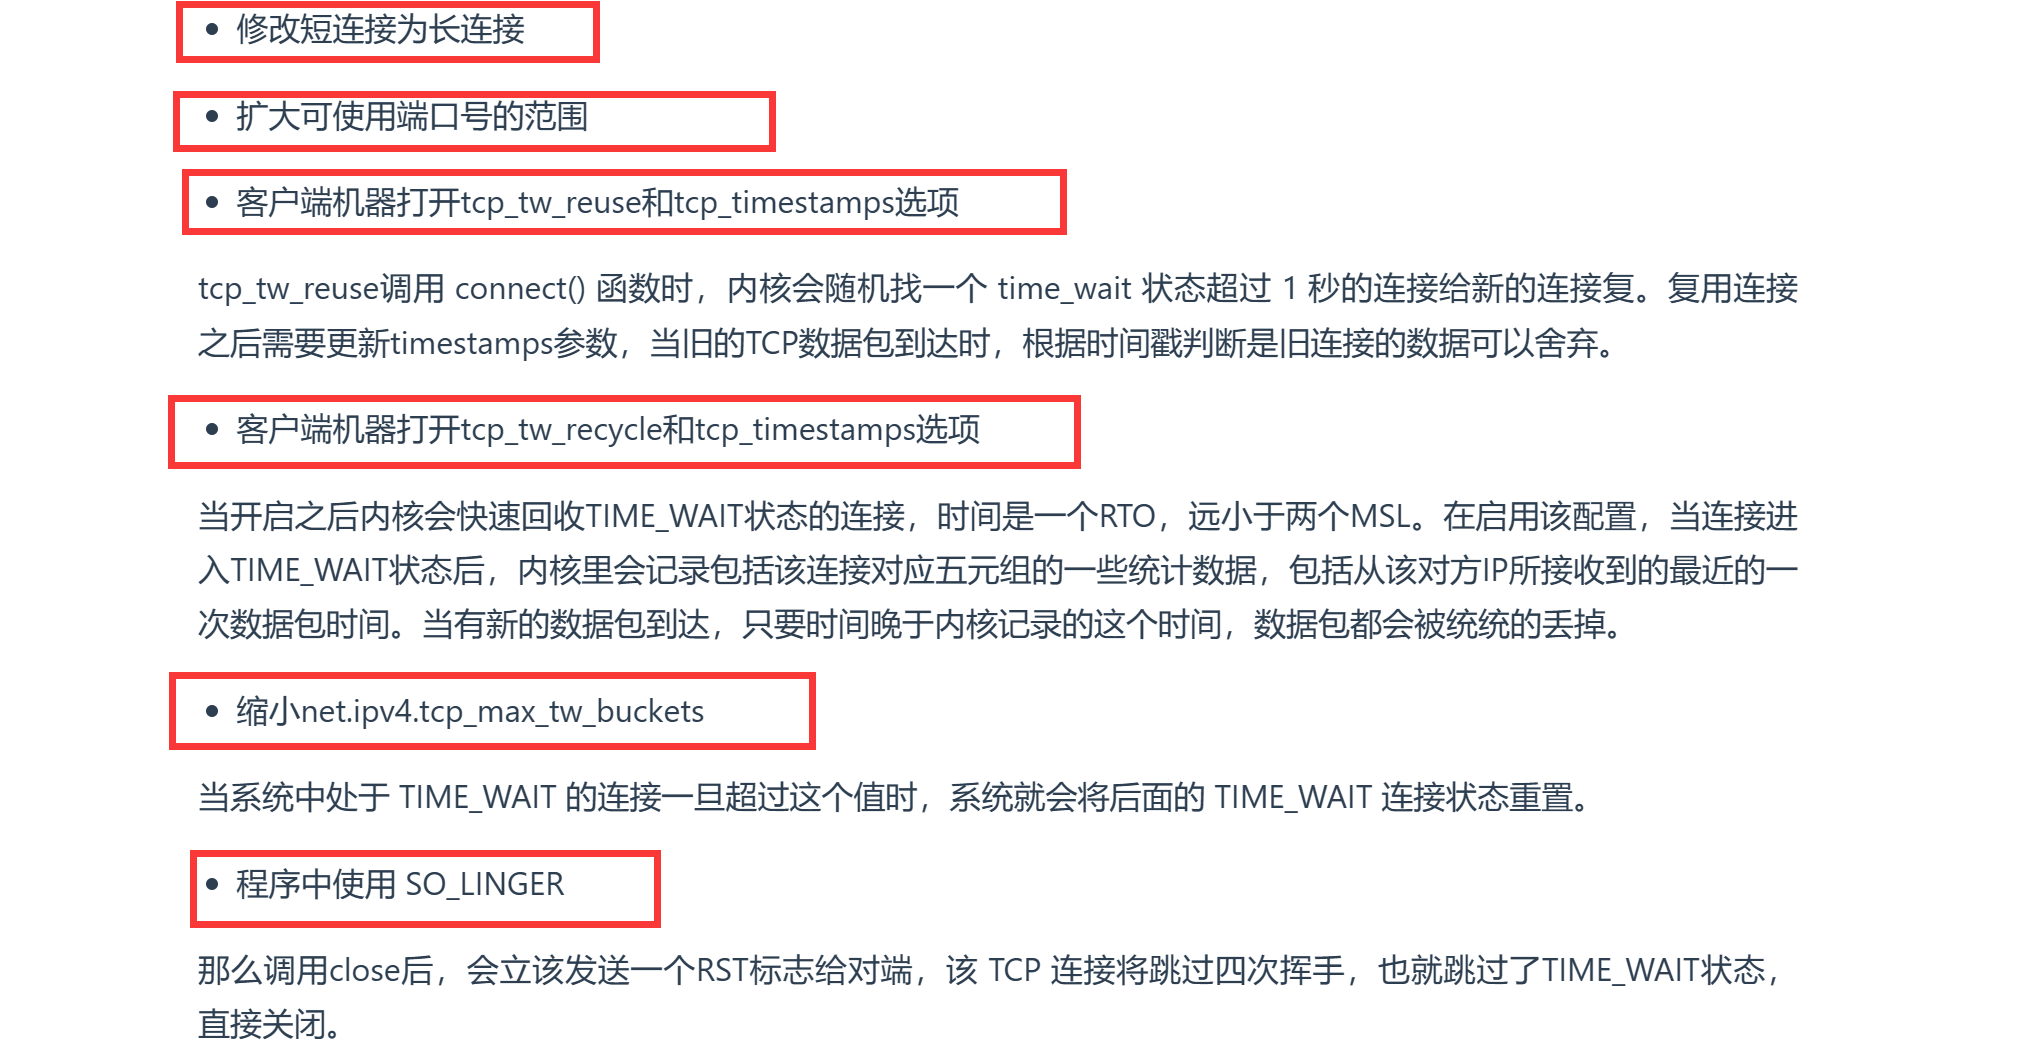 • 修改短连接为长连接
• 扩大可使用端口号的范围
• 客户端机器打开tcp_tw_reuse和tcp_timestamps选项
tcp_tw_reuse调用 connect() 函数时，内核会随机找一个 time_wait 状态超过 1 秒的连接给新的连接复。复用连接
之后需要更新timestamps参数，当旧的TCP数据包到达时，根据时间戳判断是旧连接的数据可以舍弃。
• 客户端机器打开tcp_tw_recycle和tcp_timestamps选项
当开启之后内核会快速回收TIME_WAIT状态的连接，时间是一个RTO，远小于两个MSL。在启用该配置，当连接进
入TIME_WAIT状态后，内核里会记录包括该连接对应五元组的一些统计数据，包括从该对方IP所接收到的最近的一
次数据包时间。当有新的数据包到达，只要时间晚于内核记录的这个时间，数据包都会被统统的丢掉。
• 缩小net.ipv4.tcp_max_tw_buckets
当系统中处于 TIME_WAIT 的连接一旦超过这个值时，系统就会将后面的 TIME_WAIT 连接状态重置。
• 程序中使用 SO_LINGER
那么调用close后，会立该发送一个RST标志给对端，该 TCP 连接将跳过四次挥手，也就跳过了TIME_WAIT状态，
直接关闭。